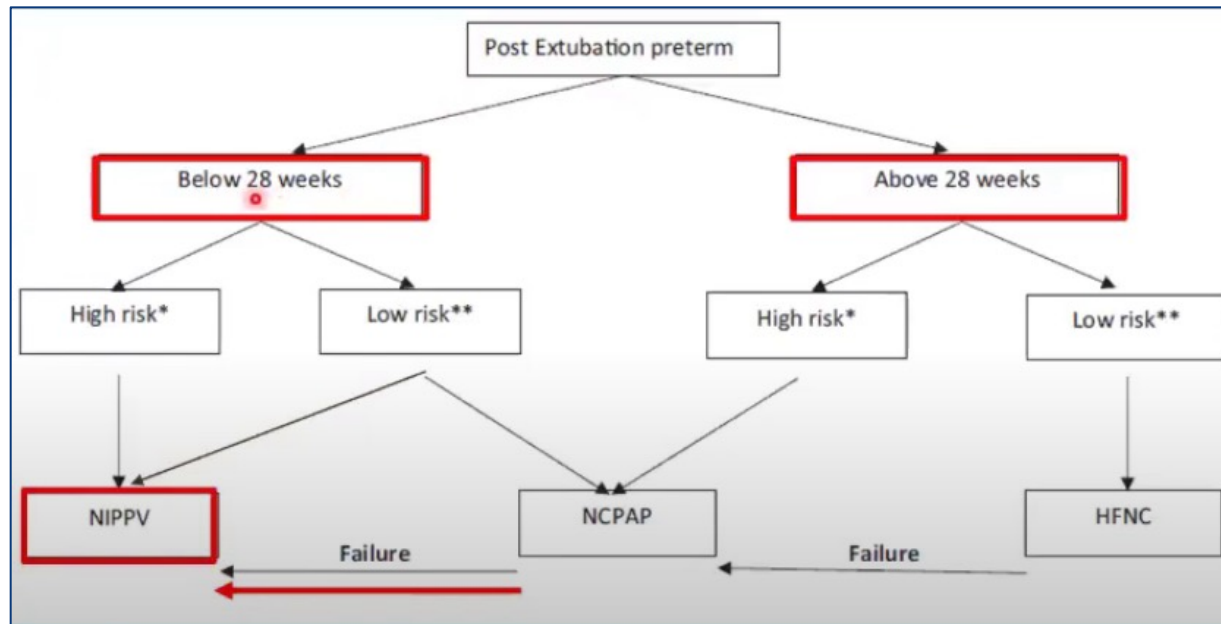 Post Extubation preterm
Below 28 weeks
Above 28 weeks
High risk*
Low risk**
High risk*
Low risk**
NIPPV
NCPAP
HFNC
Failure
Failure